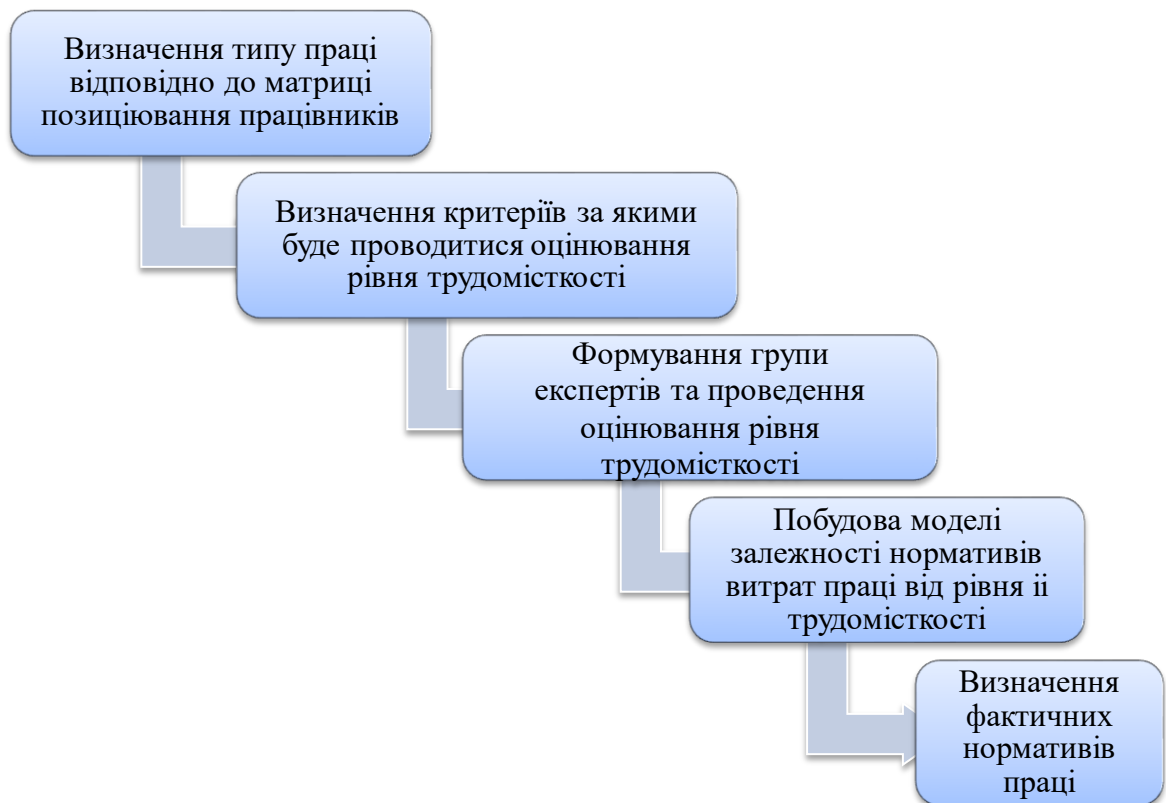 Визначення типу праці
відповідно до матриці
позиціювання працівників
Визначення критеріїв за якими
буде проводитися оцінювання
рівня трудомісткості
Формування групи
експертів та проведення
оцінювання рівня
трудомісткості
Побудова моделі
залежності нормативів
витрат праці від рівня іі
трудомісткості
Визначення
фактичних
нормативів
праці